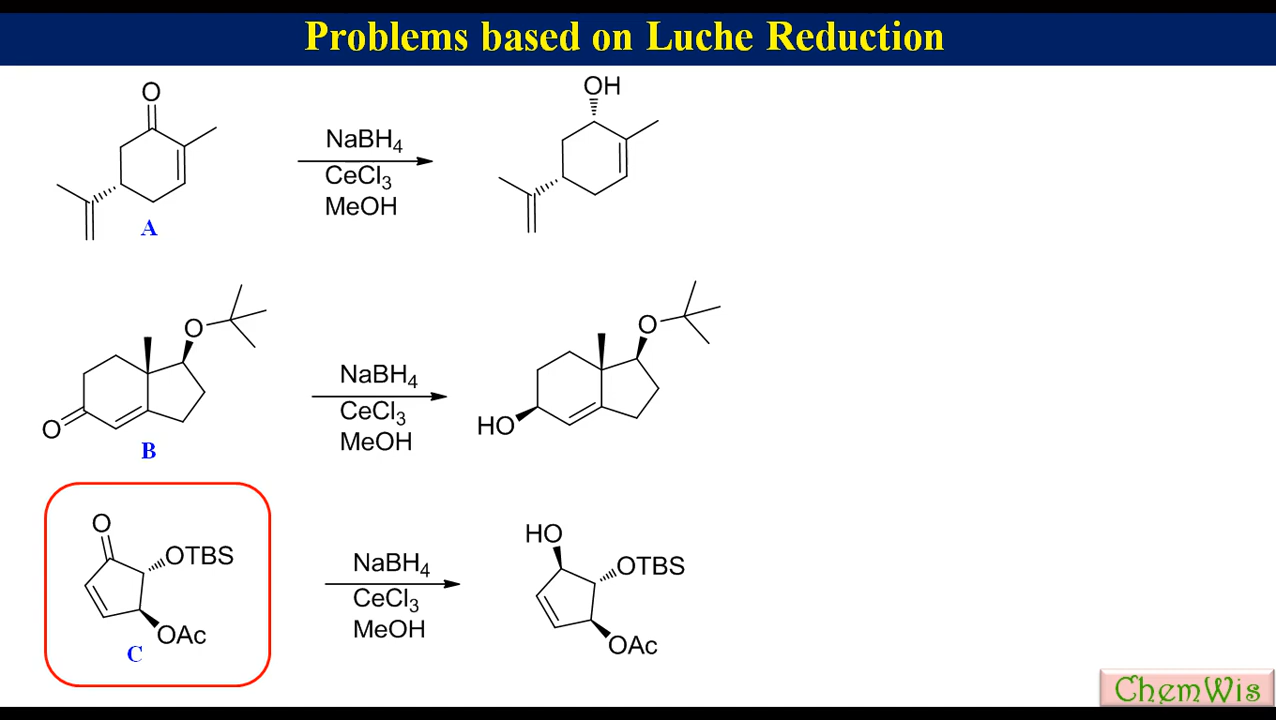 Problems based on Luche Reduction
O
NaBH4
CeCl3
MeOH
OH
A
O
NaBH4
CeCl3
MeOH
O
O
HO
B
O
OTBS
OAc
C
NaBH4
CeCl3
MeOH
HO
OTBS
OAc
ChemWis